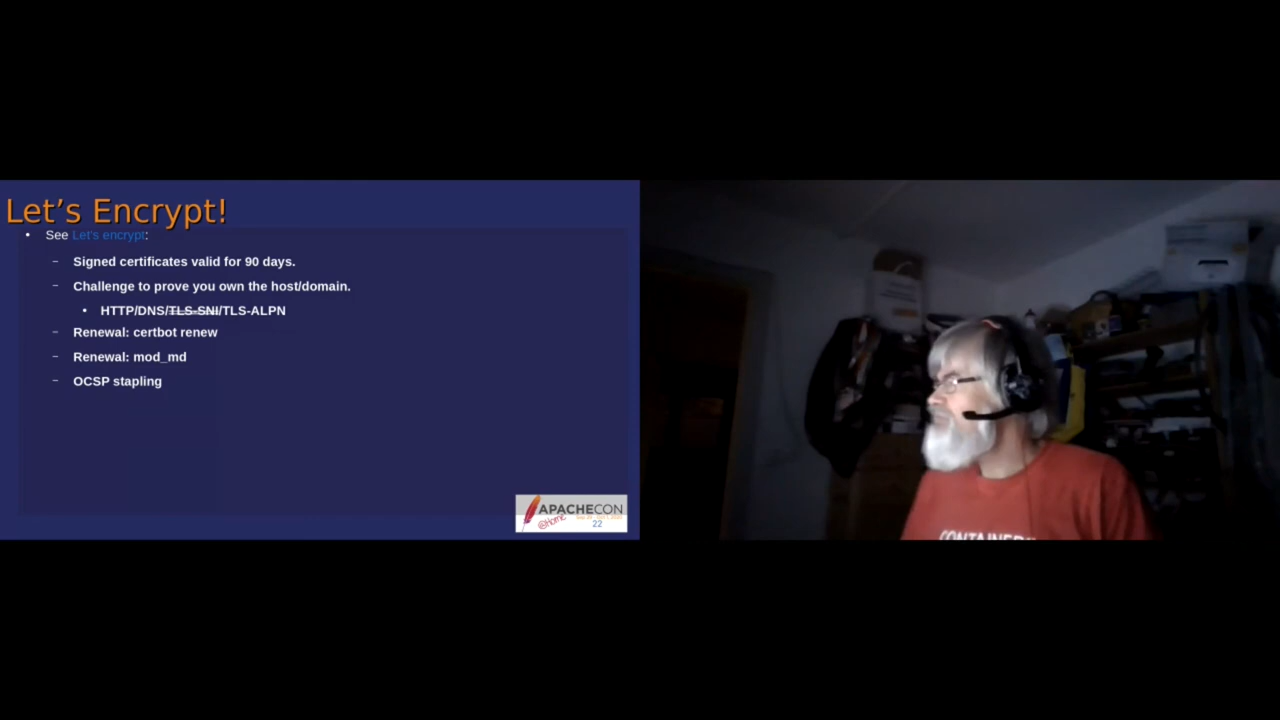 Let’s Encrypt!
• See Let's encrypt:
– Signed certificates valid for 90 days.
– Challenge to prove you own the host/domain.
• HTTP/DNS/TLS-SNI/TLS-ALPN
– Renewal: certbot renew
– Renewal: mod_md
– OCSP stapling
APACHECON
@Home
22